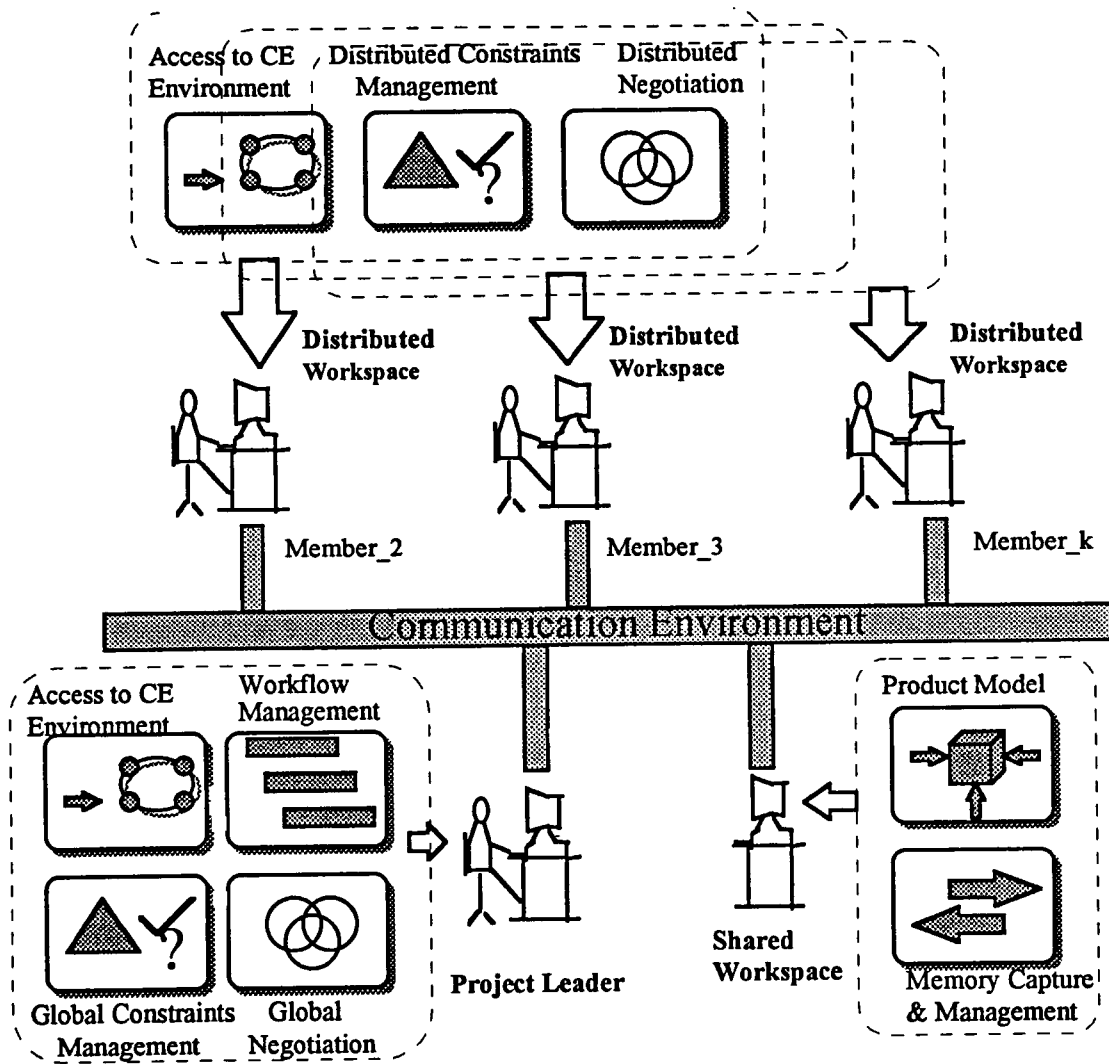 Access to CE
Environment
Distributed Constraints
Management
Distributed
Negotiation
?
Distributed
Workspace
Distributed
Workspace
Distributed
Workspace
Member_2
Member_3
Member_k
Communication Environment
Access to CE
Environment
Workflow
Management
?
Global Constraints
Management
Global
Negotiation
Project Leader
Shared
Workspace
Product Model
Memory Capture
& Management